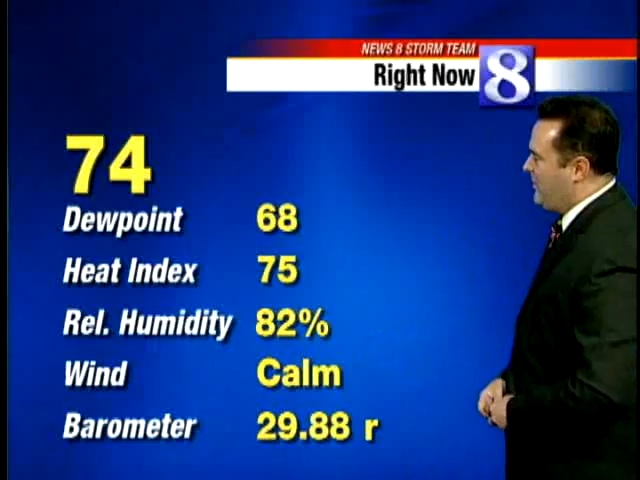 NEWS 8 STORM TEAM
Right Now 8
74
Dewpoint 68
Heat Index 75
Rel. Humidity 82%
Wind Calm
Barometer 29.88 r